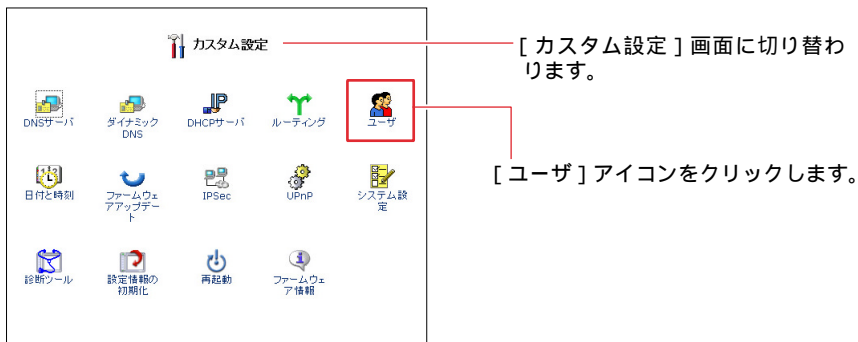 カスタム設定
[ カスタム設定 ] 画面に切り替わ
ります。
DNSサーバ
ダイナミック
DNS
DHCPサーバ
ルーティング
ユーザ
[ ユーザ ] アイコンをクリックします。
日付と時刻
ファームウェ
アアップデー
ト
IPSec
UPnP
システム設
定
診断ツール
設定情報の
初期化
再起動
ファームウェ
ア情報